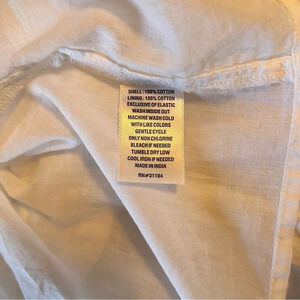 SHELL: 100% COTTON
LINING: 100% COTTON
EXCLUSIVE OF ELASTIC
WASH INSIDE OUT
MACHINE WASH COLD
WITH LIKE COLORS
GENTLE CYCLE
ONLY NON CHLORINE
BLEACH IF NEEDED
TUMBLE DRY LOW
COOL IRON IF NEEDED
MADE IN INDIA
RN#31104